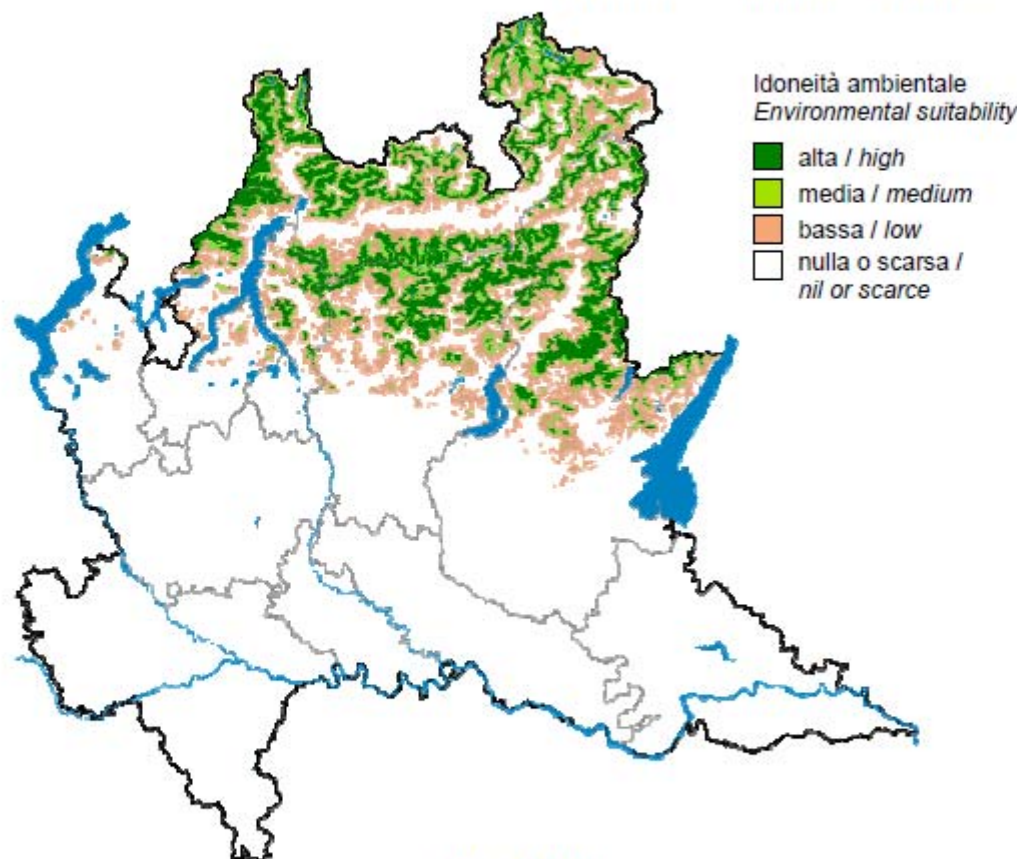 Idoneità ambientale
Environmental suitability
alta / high
media / medium
bassa / low
nulla o scarsa /
nil or scarce